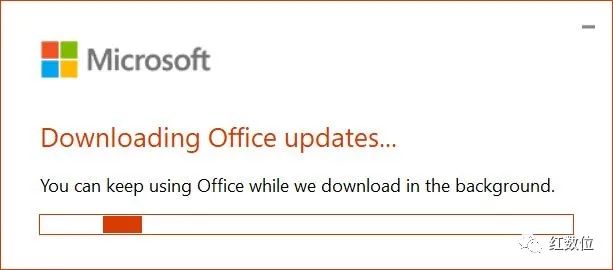 Microsoft
Downloading Office updates...
You can keep using Office while we download in the background.
红数位